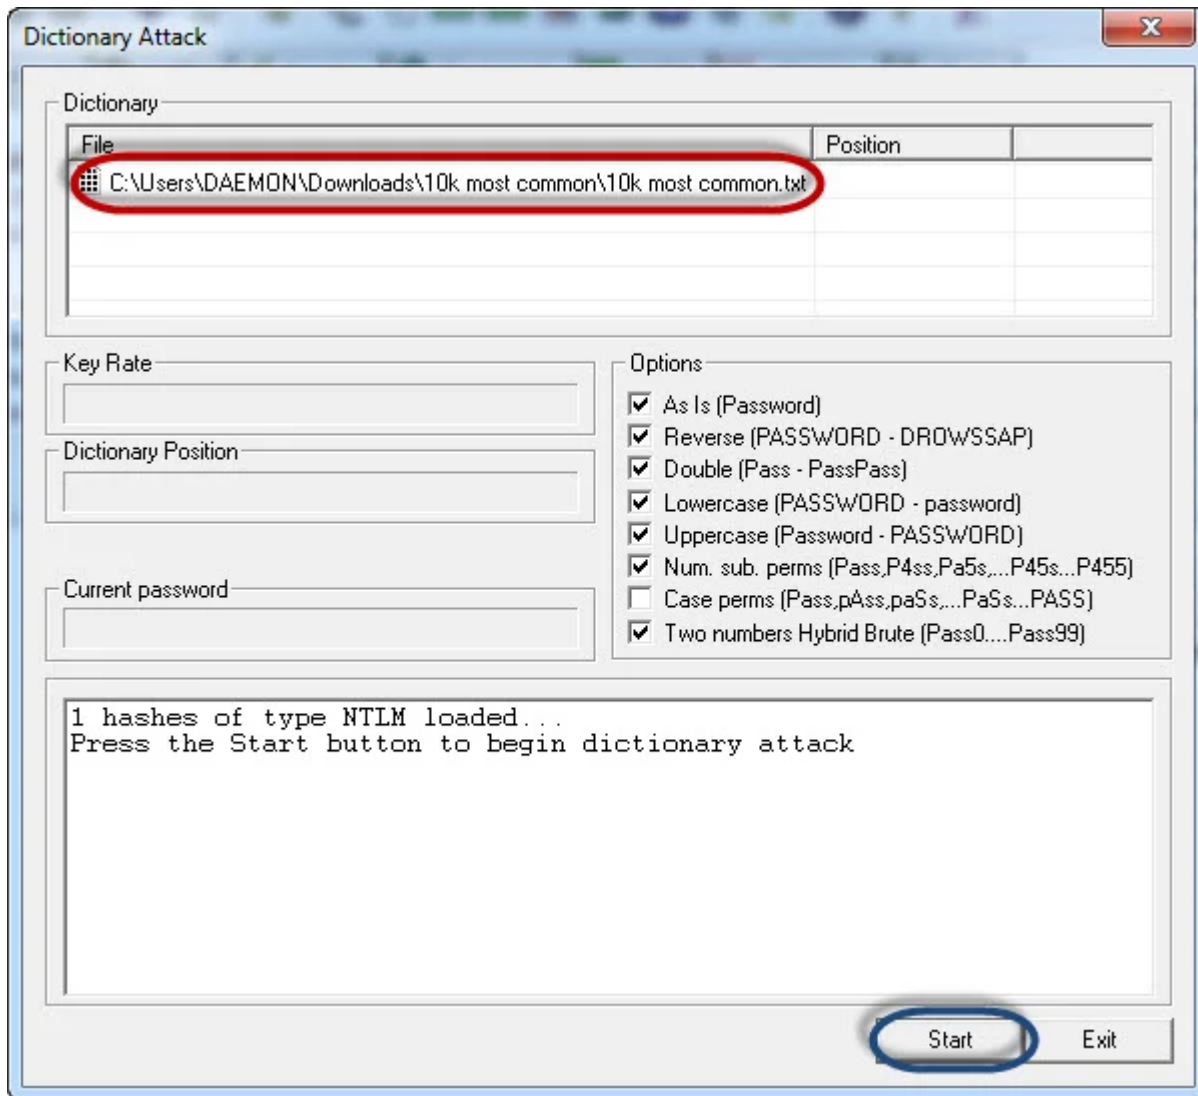 Dictionary Attack
Dictionary
File
Position
C:\Users\DAEMON\Downloads\10k most common\10k most common.txt
Key Rate
Dictionary Position
Current password
Options
As Is (Password)
Reverse (PASSWORD - DROWSSAP)
Double (Pass - PassPass)
Lowercase (PASSWORD - password)
Uppercase (Password - PASSWORD)
Num. sub. perms (Pass,P4ss,Pa5s,...P45s...P455)
Case perms (Pass,pAss,paSs,...PaSs...PASS)
Two numbers Hybrid Brute (Pass0....Pass99)
1 hashes of type NTLM loaded...
Press the Start button to begin dictionary attack
Start
Exit